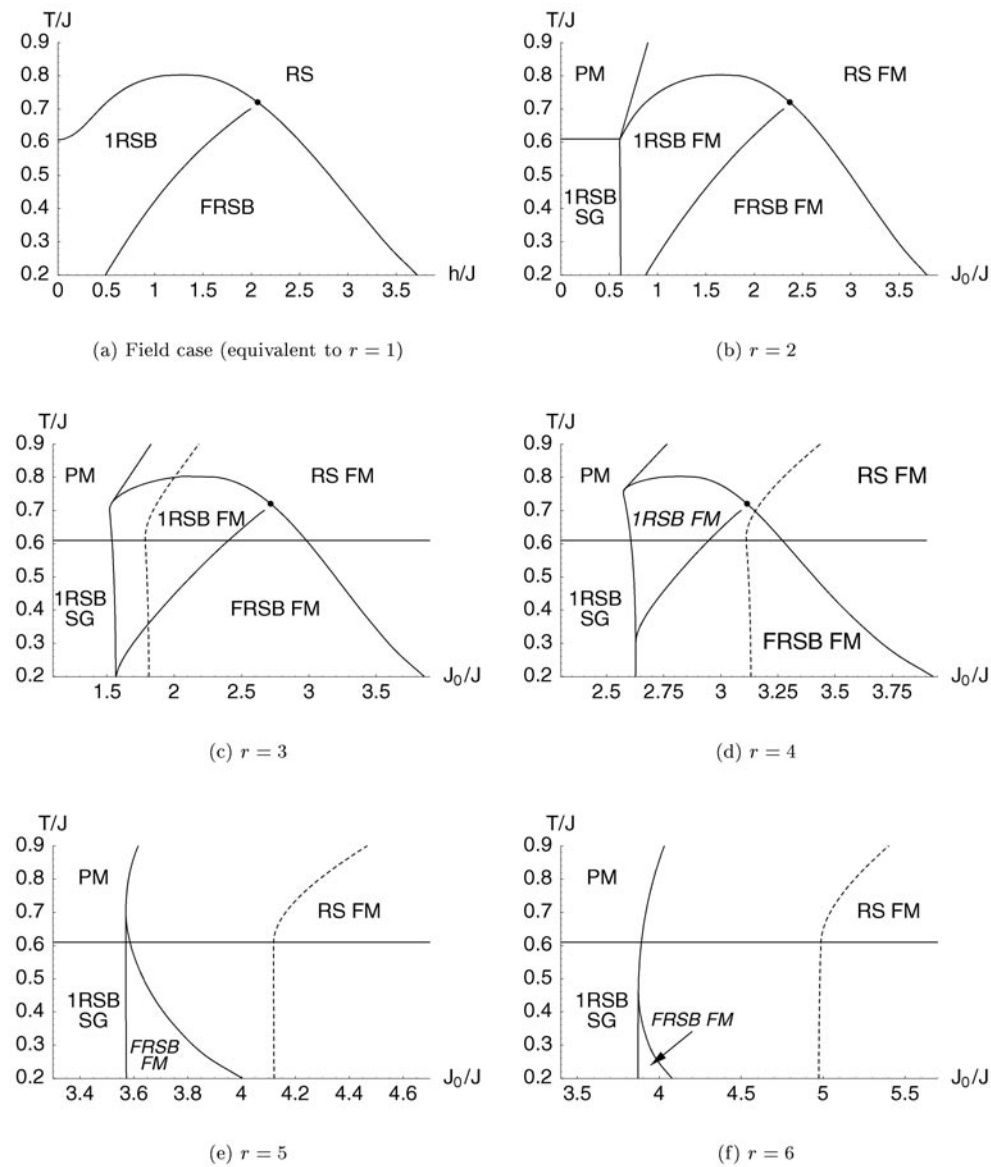 T/J
0.9
0.8
0.7
0.6
0.5
0.4
0.3
0.2
RS
1RSB
FRSB
0 0.5 1 1.5 2 2.5 3 3.5
h/J
(a) Field case (equivalent to r = 1)
T/J
0.9
0.8
0.7
0.6
0.5
0.4
0.3
0.2
PM
RS FM
1RSB FM
1RSB
SG
FRSB FM
0 0.5 1 1.5 2 2.5 3 3.5
J₀/J
(b) r = 2
T/J
0.9
0.8
0.7
0.6
0.5
0.4
0.3
0.2
PM
RS FM
1RSB FM
1RSB
SG
FRSB FM
1.5 2 2.5 3 3.5
J₀/J
(c) r = 3
T/J
0.9
0.8
0.7
0.6
0.5
0.4
0.3
0.2
PM
RS FM
1RSB FM
1RSB
SG
FRSB FM
2.5 2.75 3 3.25 3.5 3.75
J₀/J
(d) r = 4
T/J
0.9
0.8
0.7
0.6
0.5
0.4
0.3
0.2
PM
RS FM
1RSB
SG
FRSB
FM
3.4 3.6 3.8 4 4.2 4.4 4.6
J₀/J
(e) r = 5
T/J
0.9
0.8
0.7
0.6
0.5
0.4
0.3
0.2
PM
RS FM
1RSB
SG
FRSB FM
3.5 4 4.5 5 5.5
J₀/J
(f) r = 6